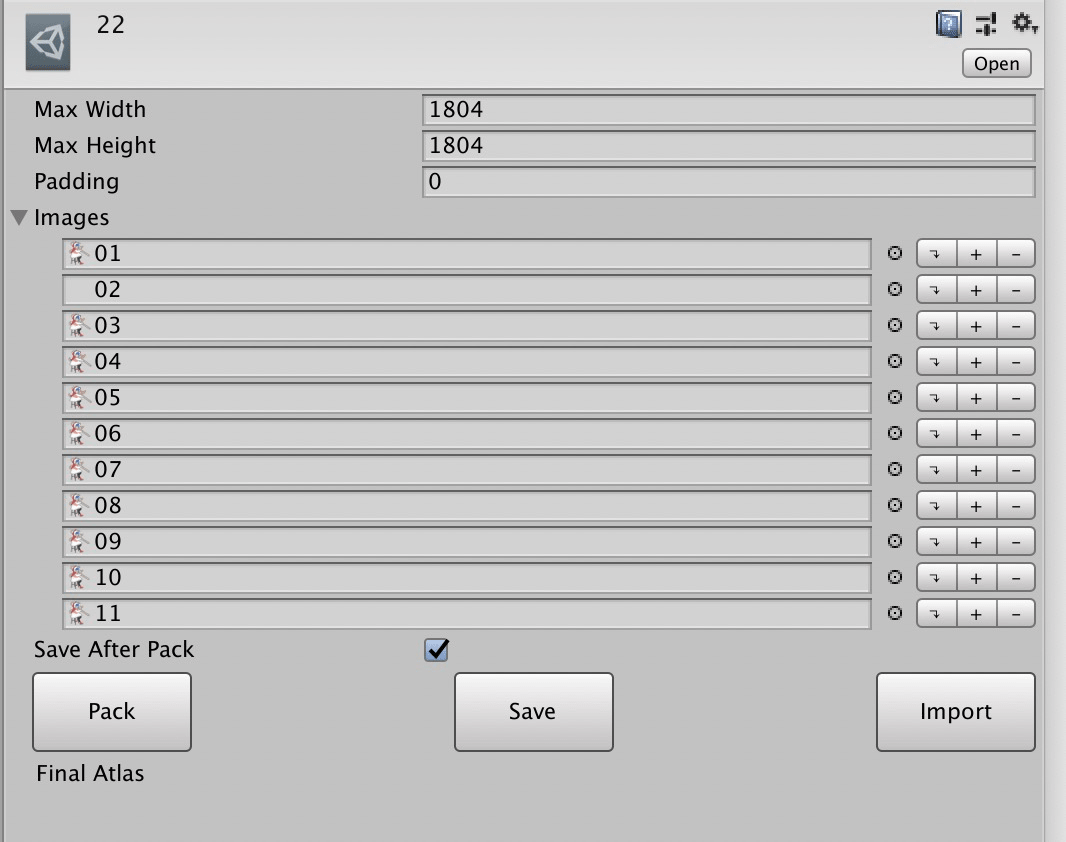 22
Open
Max Width 1804
Max Height 1804
Padding 0
Images
01
02
03
04
05
06
07
08
09
10
11
Save After Pack
Pack Save Import
Final Atlas